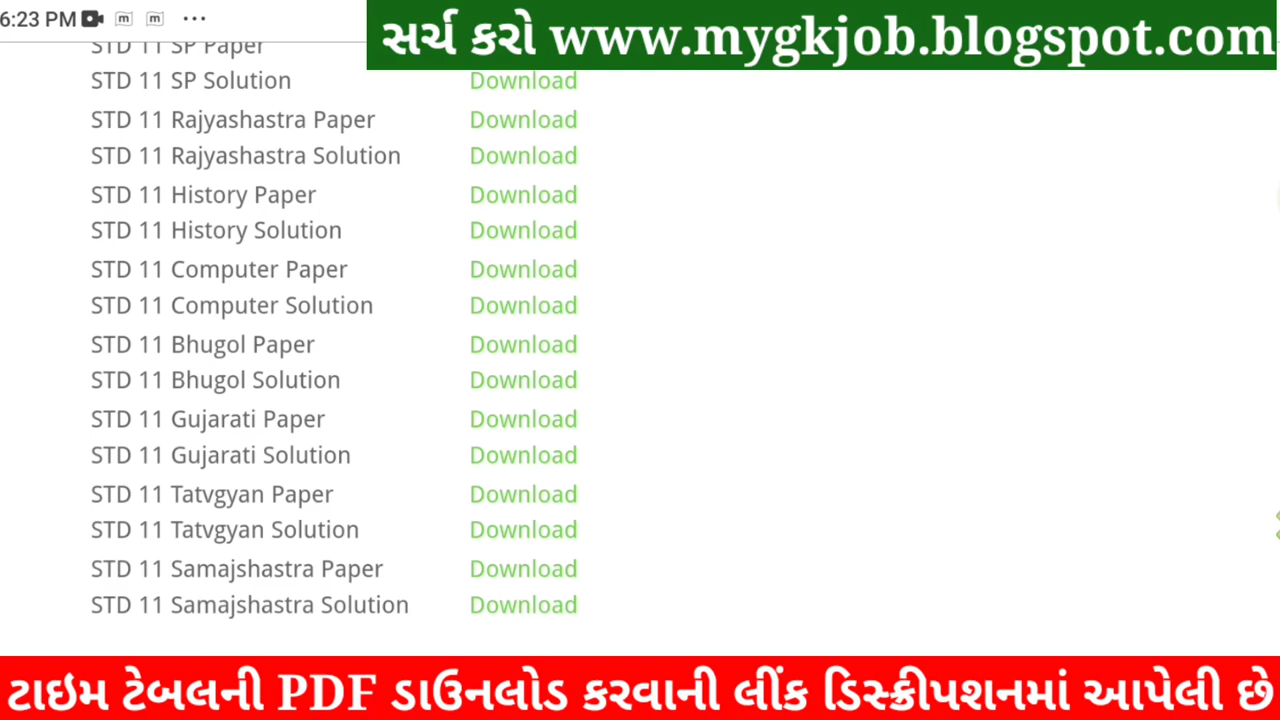 6:23 PM
સર્ચ કરો www.mygkjob.blogspot.com
STD 11 SP Paper
STD 11 SP Solution Download
STD 11 Rajyashastra Paper Download
STD 11 Rajyashastra Solution Download
STD 11 History Paper Download
STD 11 History Solution Download
STD 11 Computer Paper Download
STD 11 Computer Solution Download
STD 11 Bhugol Paper Download
STD 11 Bhugol Solution Download
STD 11 Gujarati Paper Download
STD 11 Gujarati Solution Download
STD 11 Tatvgyan Paper Download
STD 11 Tatvgyan Solution Download
STD 11 Samajshastra Paper Download
STD 11 Samajshastra Solution Download
ટાઇમ ટેબલની PDF ડાઉનલોડ કરવાની લીંક ડિસ્ક્રીપશનમાં આપેલી છે